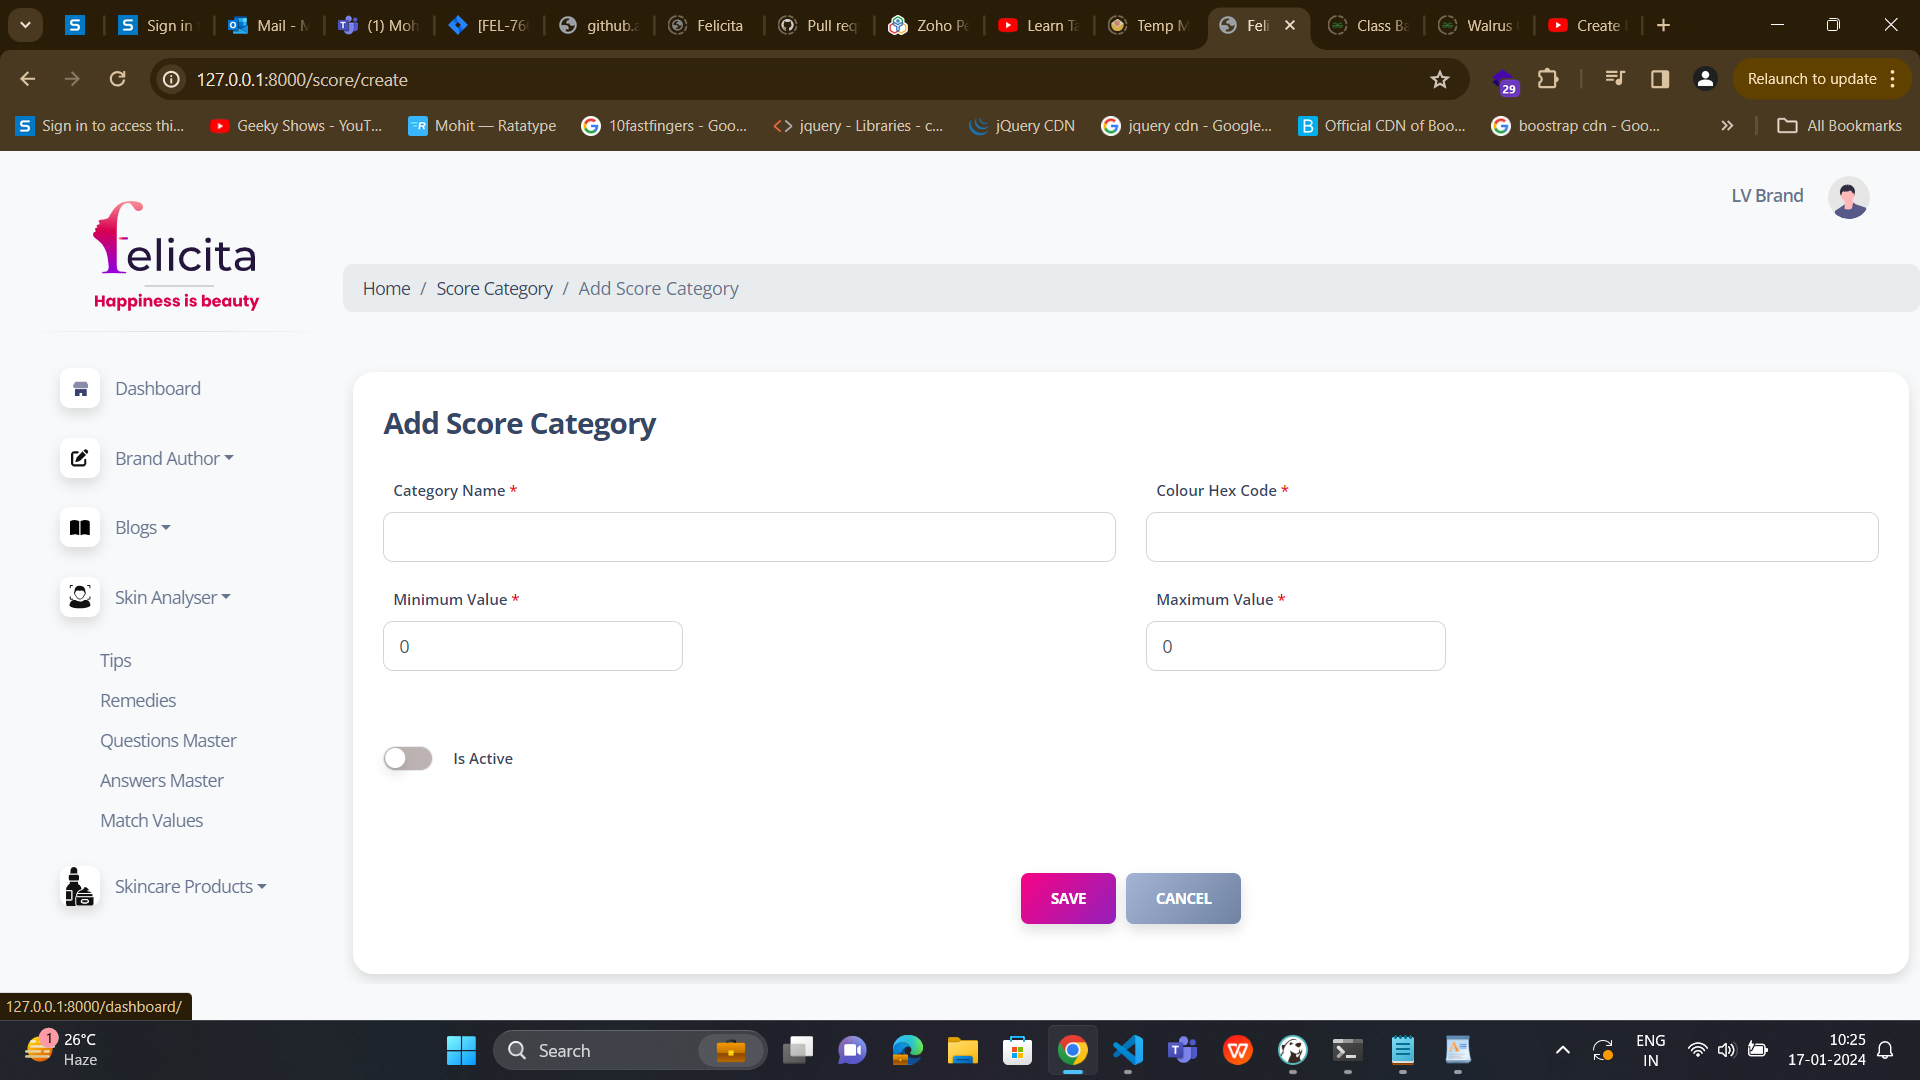 S
Sign in
Mail - M
(1) Moh
[FEL-76
github.
Felicita
Pull req
Zoho Pe
Learn Ta
Temp M
Feli
Class Ba
Walrus
Create
127.0.0.1:8000/score/create
29
Relaunch to update
Sign in to access thi...
Geeky Shows - YouT...
Mohit — Ratatype
10fastfingers - Goo...
jquery - Libraries - c...
jQuery CDN
jquery cdn - Google...
Official CDN of Boo...
boostrap cdn - Goo...
All Bookmarks
felicita
Happiness is beauty
LV Brand
Home / Score Category / Add Score Category
Dashboard
Brand Author
Blogs
Skin Analyser
Tips
Remedies
Questions Master
Answers Master
Match Values
Skincare Products
Add Score Category
Category Name *
Colour Hex Code *
Minimum Value *
Maximum Value *
0
0
Is Active
SAVE
CANCEL
127.0.0.1:8000/dashboard/
1
26°C
Haze
Search
ENG
IN
10:25
17-01-2024